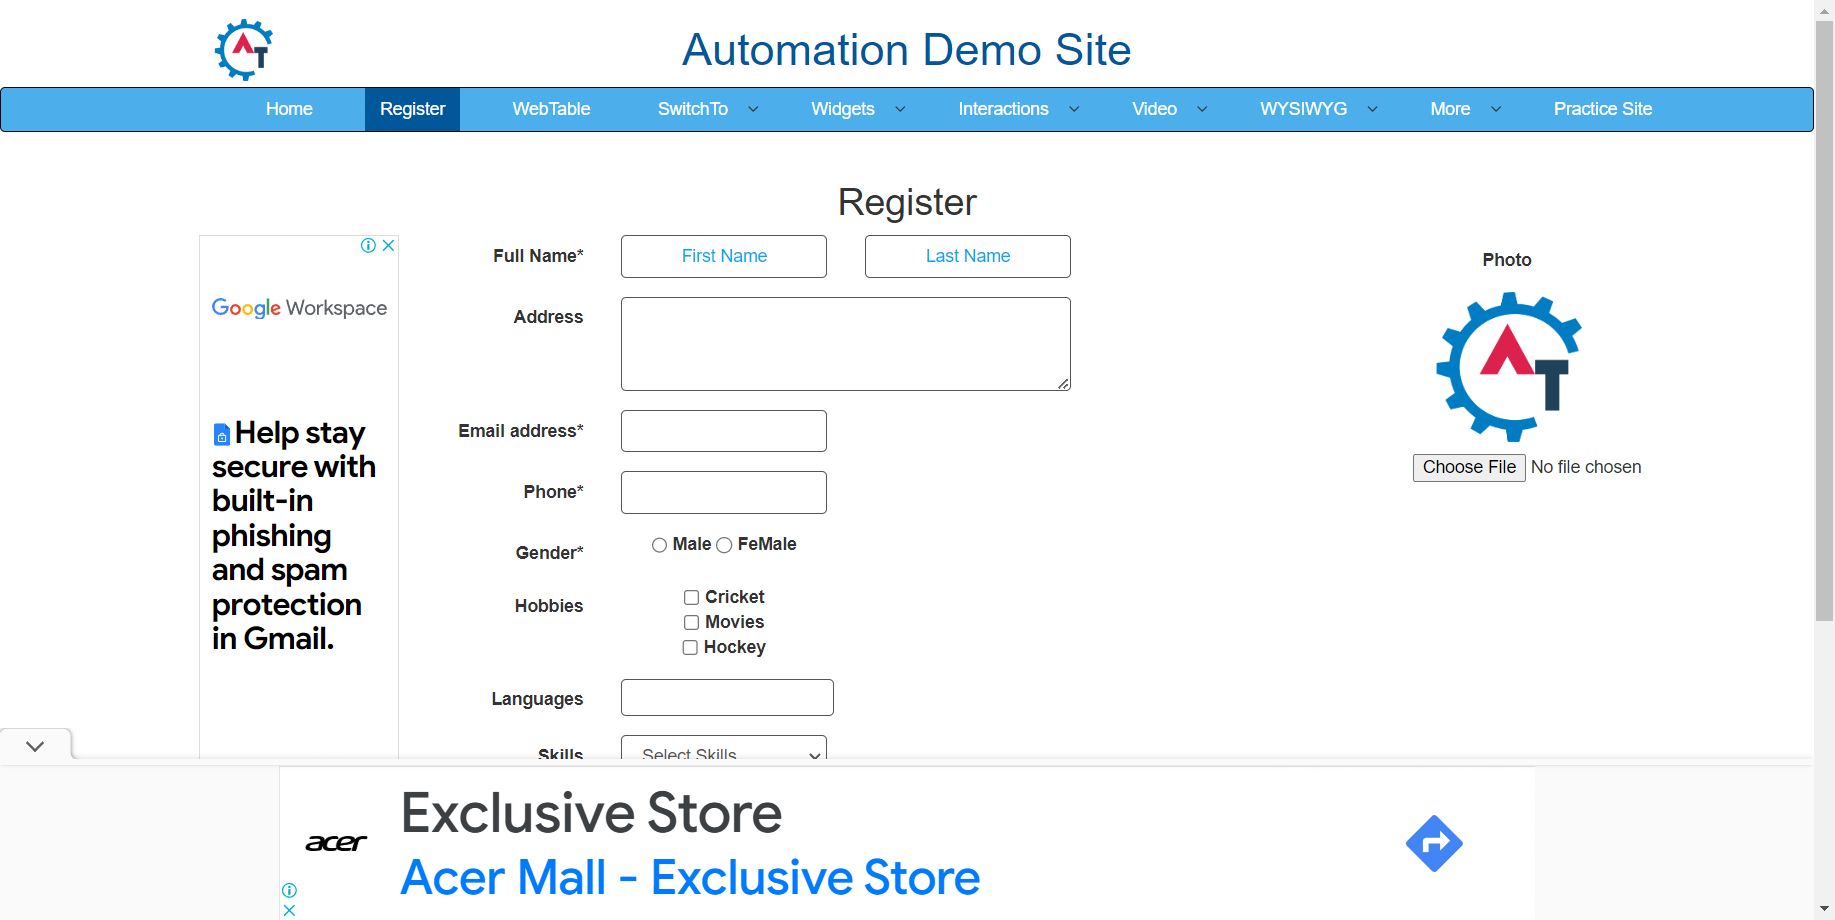 AT
Automation Demo Site
Home Register WebTable SwitchTo Widgets Interactions Video WYSIWYG More Practice Site
Register
Full Name* First Name Last Name
Photo
Address
AT
Email address*
Choose File No file chosen
Phone*
Gender* Male FeMale
Hobbies Cricket
Movies
Hockey
Languages
Skills Select Skills
Google Workspace
Help stay
secure with
built-in
phishing
and spam
protection
in Gmail.
acer
Exclusive Store
Acer Mall - Exclusive Store